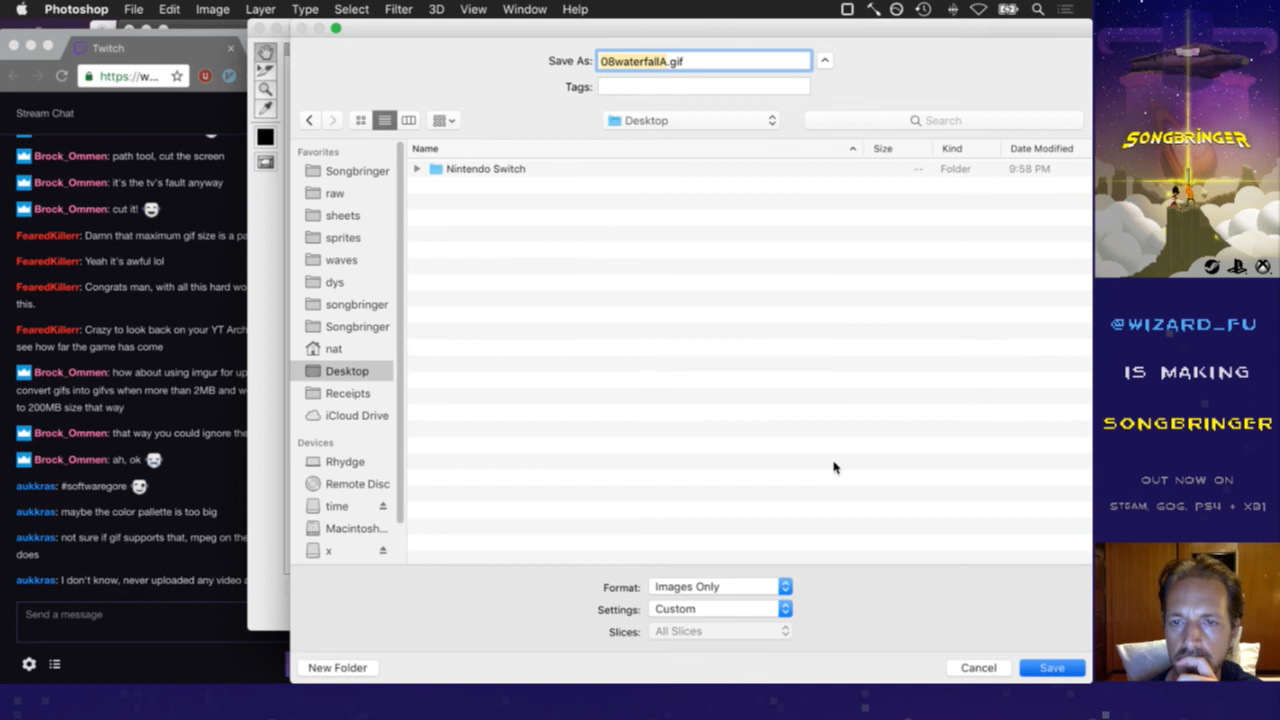 Photoshop File Edit Image Layer Type Select Filter 3D View Window Help
Twitch
https://w...
Stream Chat
Brock_Ommen: path tool, cut the screen
Brock_Ommen: it's the tv's fault anyway
Brock_Ommen: cut it!
FearedKillerr: Damn that maximum gif size is a pa
FearedKillerr: Yeah it's awful lol
FearedKillerr: Congrats man, with all this hard wo
this.
FearedKillerr: Crazy to look back on your YT Arch
see how far the game has come
Brock_Ommen: how about using imgur for up
convert gifs into gifvs when more than 2MB and w
to 200MB size that way
Brock_Ommen: that way you could ignore the
Brock_Ommen: ah, ok
aukkras: #softwaregore
aukkras: maybe the color pallette is too big
aukkras: not sure if gif supports that, mpeg on the
does
aukkras: I don't know, never uploaded any video a
Send a message
Save As: 08waterfallA.gif
Tags:
Desktop
Search
Favorites
Songbringer
raw
sheets
sprites
waves
dys
songbringer
Songbringer
nat
Desktop
Receipts
iCloud Drive
Devices
Rhydge
Remote Disc
time
Macintosh...
x
Name Size Kind Date Modified
Nintendo Switch -- Folder 9:58 PM
Format: Images Only
Settings: Custom
Slices: All Slices
New Folder Cancel Save
SONGBRINGER
@WIZARD_FU
IS MAKING
SONGBRINGER
OUT NOW ON
STEAM, GOG, PS4 + XB1